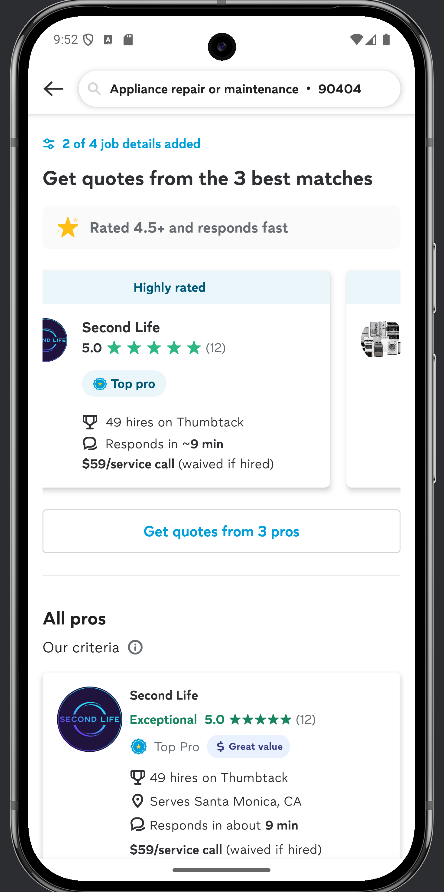 9:52
Appliance repair or maintenance • 90404
2 of 4 job details added
Get quotes from the 3 best matches
Rated 4.5+ and responds fast
Highly rated
Second Life
5.0 (12)
Top pro
49 hires on Thumbtack
Responds in ~9 min
$59/service call (waived if hired)
Get quotes from 3 pros
All pros
Our criteria
SECOND LIFE
Second Life
Exceptional 5.0 (12)
Top Pro $ Great value
49 hires on Thumbtack
Serves Santa Monica, CA
Responds in about 9 min
$59/service call (waived if hired)